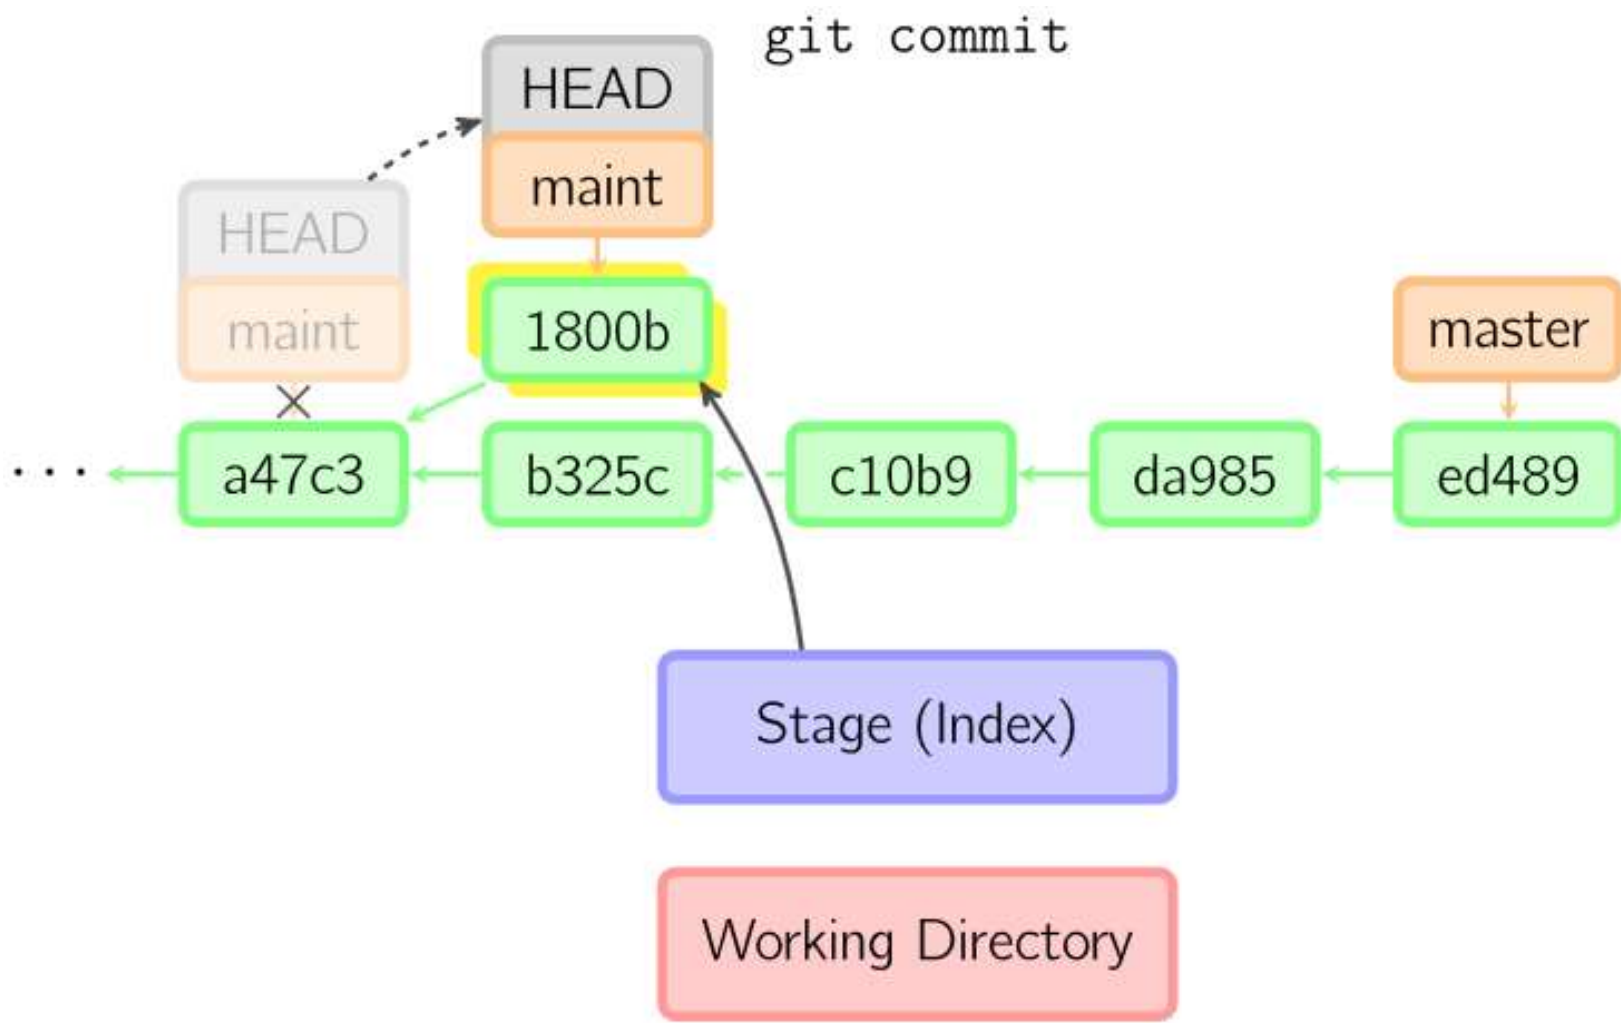 git commit
HEAD
maint
HEAD
maint
1800b
master
... a47c3 b325c c10b9 da985 ed489
Stage (Index)
Working Directory